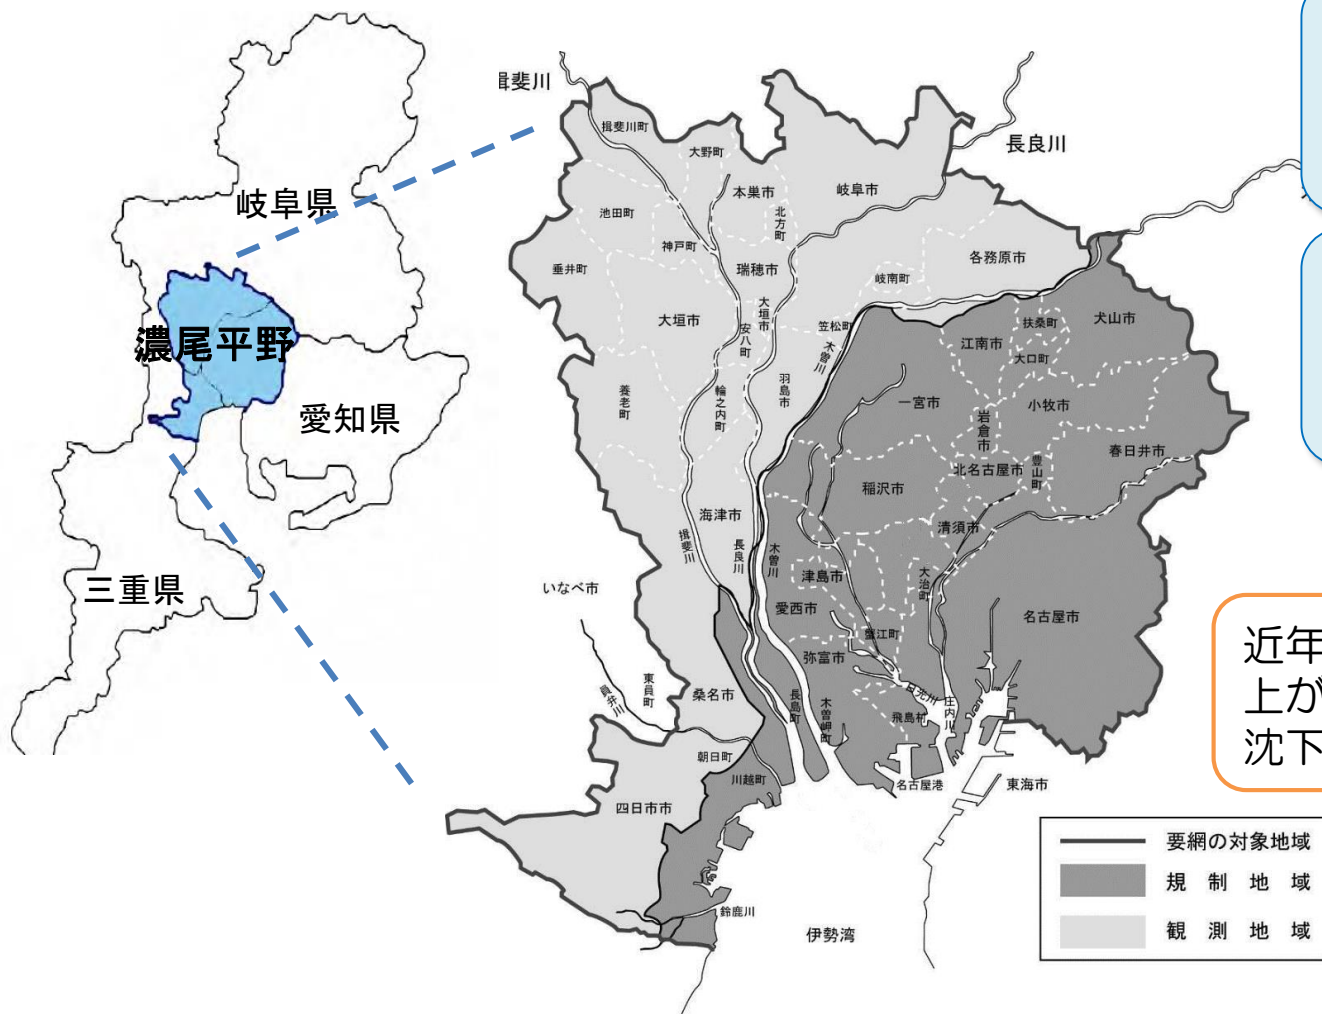 岐阜県
濃尾平野
愛知県
三重県
揖斐川
長良川
揖斐川町
大野町
本巣市
岐阜市
池田町
北方町
神戸町
垂井町
瑞穂市
岐南町
各務原市
大垣市
大垣市
安八町
笠松町
木曽川
扶桑町
犬山市
江南市
大口町
養老町
輪之内町
羽島市
一宮市
小牧市
岩倉市
春日井市
北名古屋市
豊山町
稲沢市
海津市
清須市
揖斐川
長良川
木曽川
津島市
大治町
いなべ市
愛西市
名古屋市
蟹江町
弥富市
東員町
員弁川
桑名市
長島町
木曽岬町
日光川
飛島村
庄内川
朝日町
川越町
名古屋港
東海市
四日市市
鈴鹿川
伊勢湾
近年
上が
沈下
要綱の対象地域
規制地域
観測地域